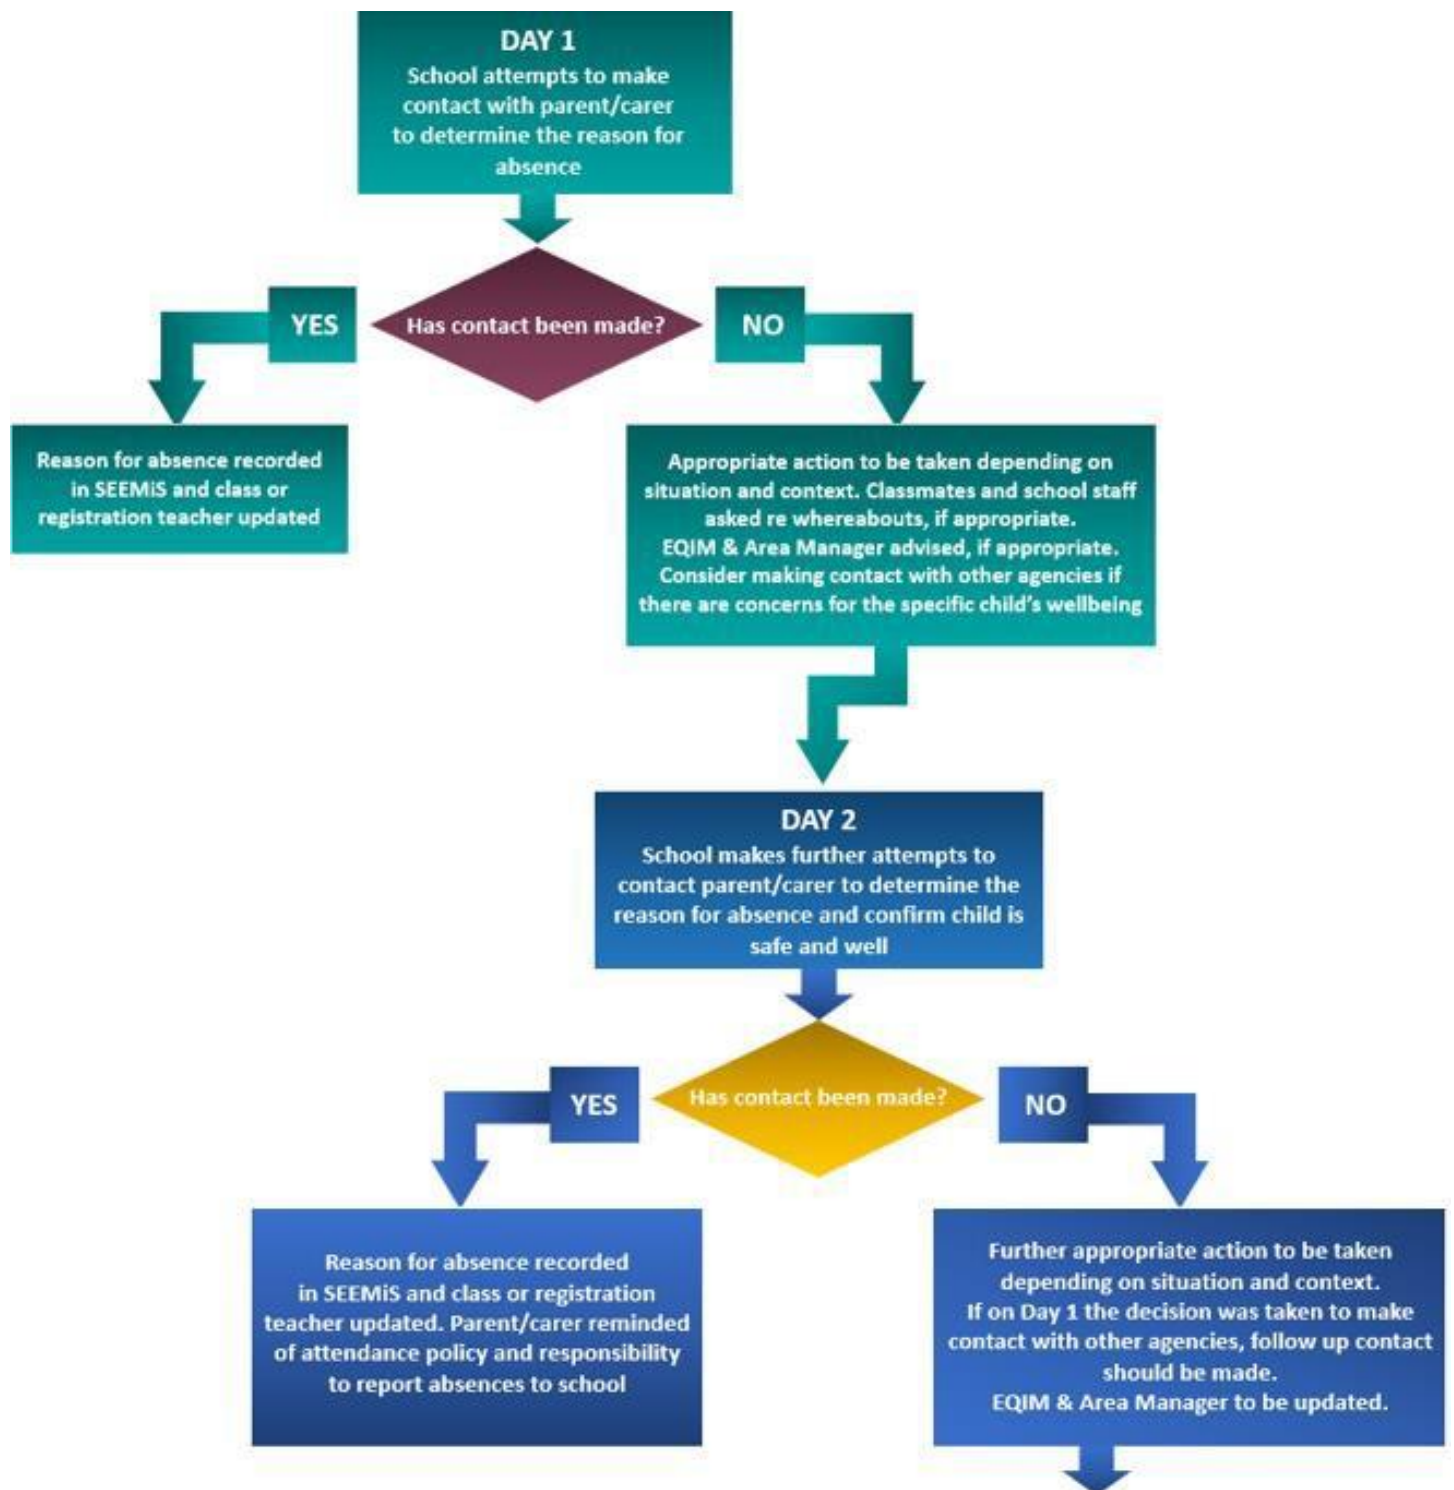 DAY 1
School attempts to make
contact with parent/carer
to determine the reason for
absence
Has contact been made?
YES
NO
Reason for absence recorded
in SEEMiS and class or
registration teacher updated
Appropriate action to be taken depending on
situation and context. Classmates and school staff
asked re whereabouts, if appropriate.
EQIM & Area Manager advised, if appropriate.
Consider making contact with other agencies if
there are concerns for the specific child's wellbeing
DAY 2
School makes further attempts to
contact parent/carer to determine the
reason for absence and confirm child is
safe and well
Has contact been made?
YES
NO
Reason for absence recorded
in SEEMiS and class or registration
teacher updated. Parent/carer reminded
of attendance policy and responsibility
to report absences to school
Further appropriate action to be taken
depending on situation and context.
If on Day 1 the decision was taken to make
contact with other agencies, follow up contact
should be made.
EQIM & Area Manager to be updated.